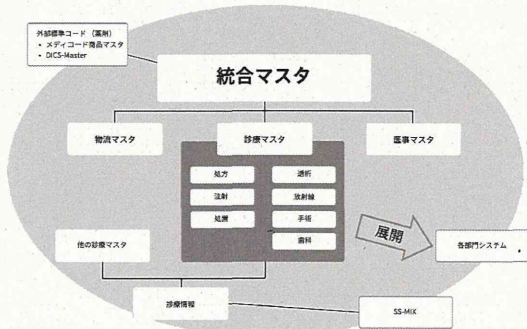 外部標準コード（薬剤）
• メディコード商品マスタ
• DICS-Master
統合マスタ
物流マスタ
診療マスタ
医事マスタ
処方
透析
注射
放射線
処置
手術
歯科
展開
他の診療マスタ
各部門システム
診療情報
SS-MIX